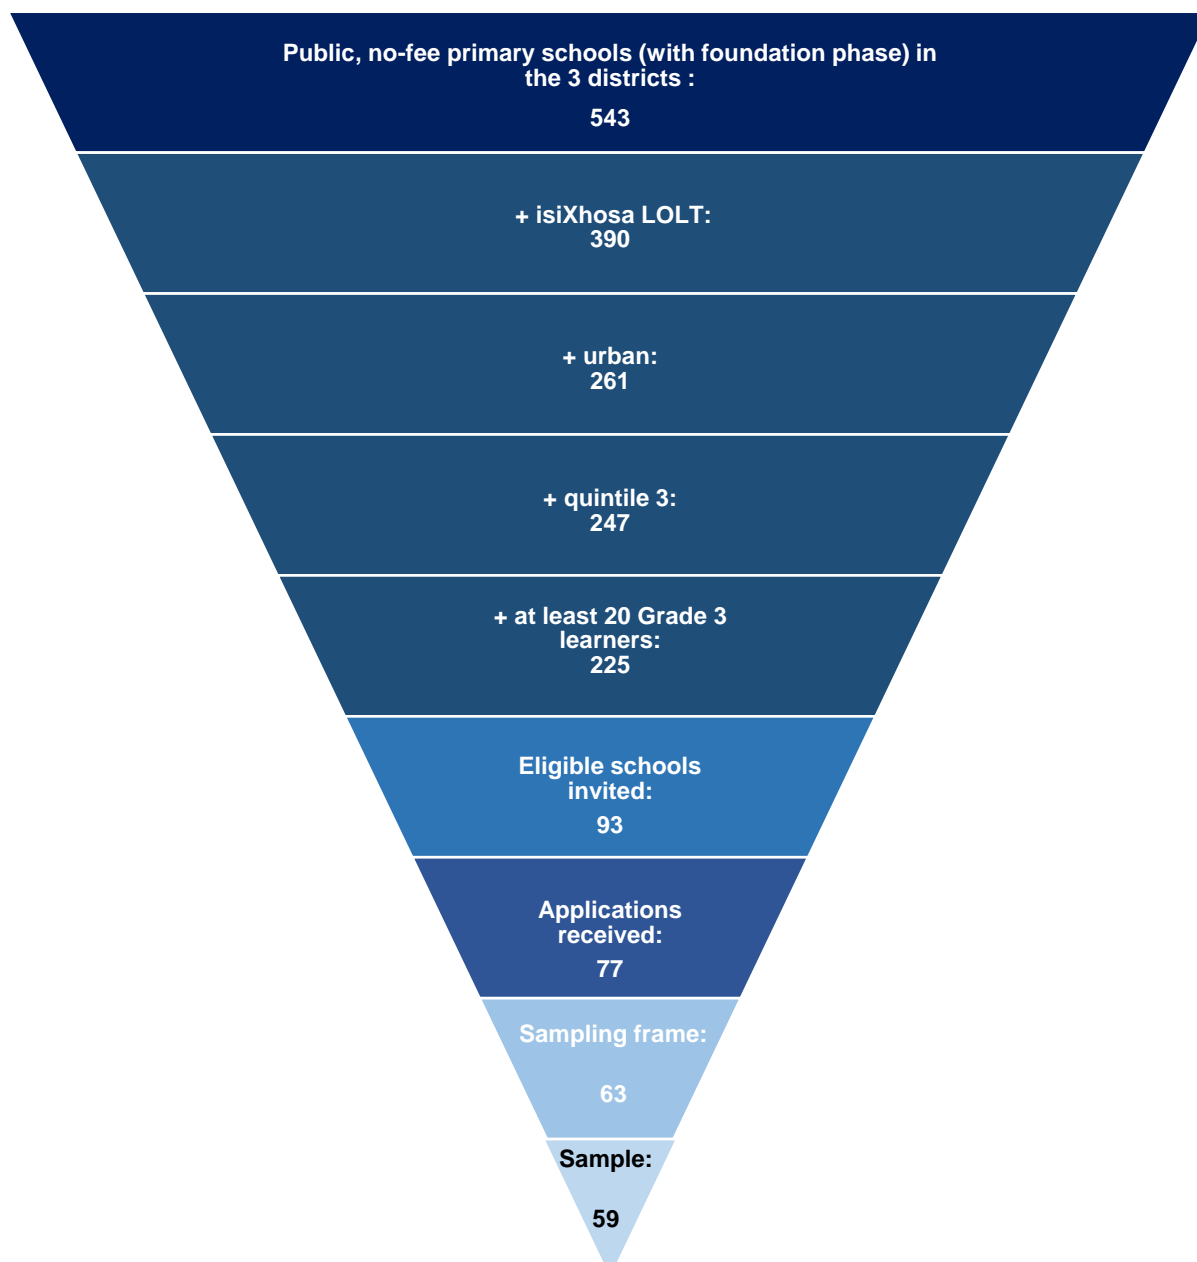 Public, no-fee primary schools (with foundation phase) in
the 3 districts :
543
+ isiXhosa LOLT:
390
+ urban:
261
+ quintile 3:
247
+ at least 20 Grade 3
learners:
225
Eligible schools
invited:
93
Applications
received:
77
Sampling frame:
63
Sample:
59